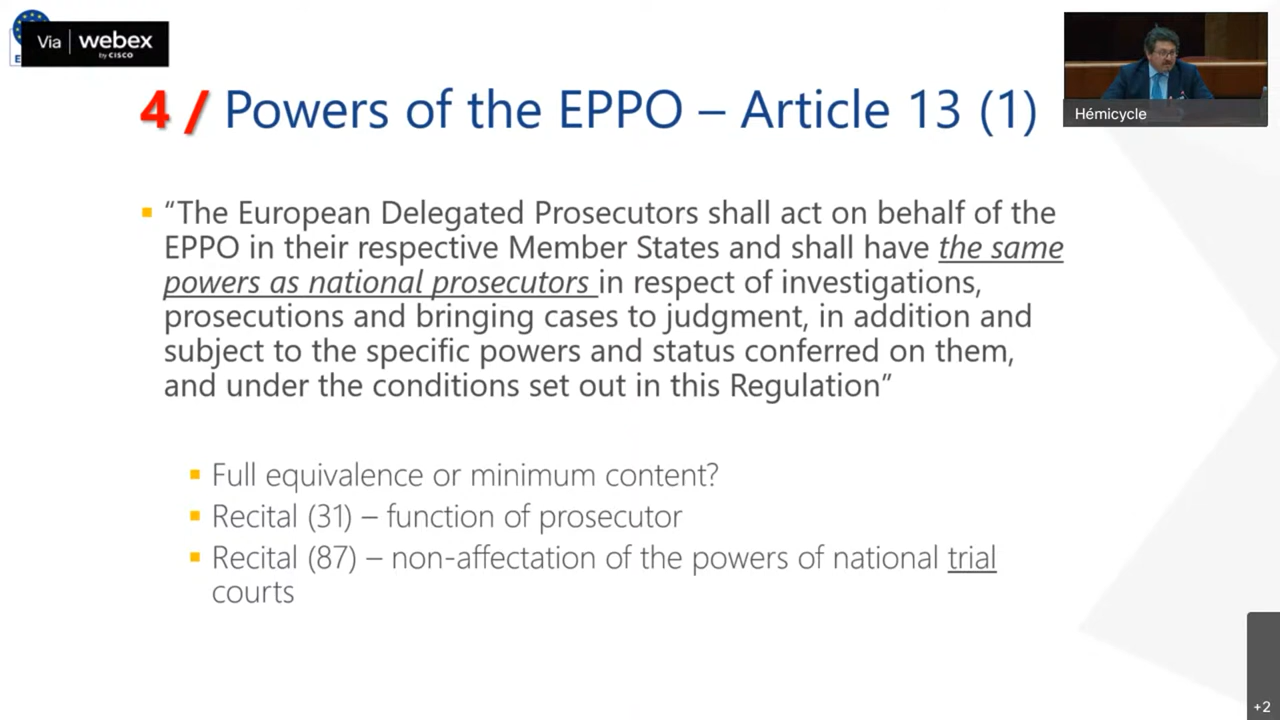 Via | webex
by CISCO
4 / Powers of the EPPO – Article 13 (1)
Hémicycle
“The European Delegated Prosecutors shall act on behalf of the
EPPO in their respective Member States and shall have the same
powers as national prosecutors in respect of investigations,
prosecutions and bringing cases to judgment, in addition and
subject to the specific powers and status conferred on them,
and under the conditions set out in this Regulation”
Full equivalence or minimum content?
Recital (31) – function of prosecutor
Recital (87) – non-affectation of the powers of national trial
courts
+2